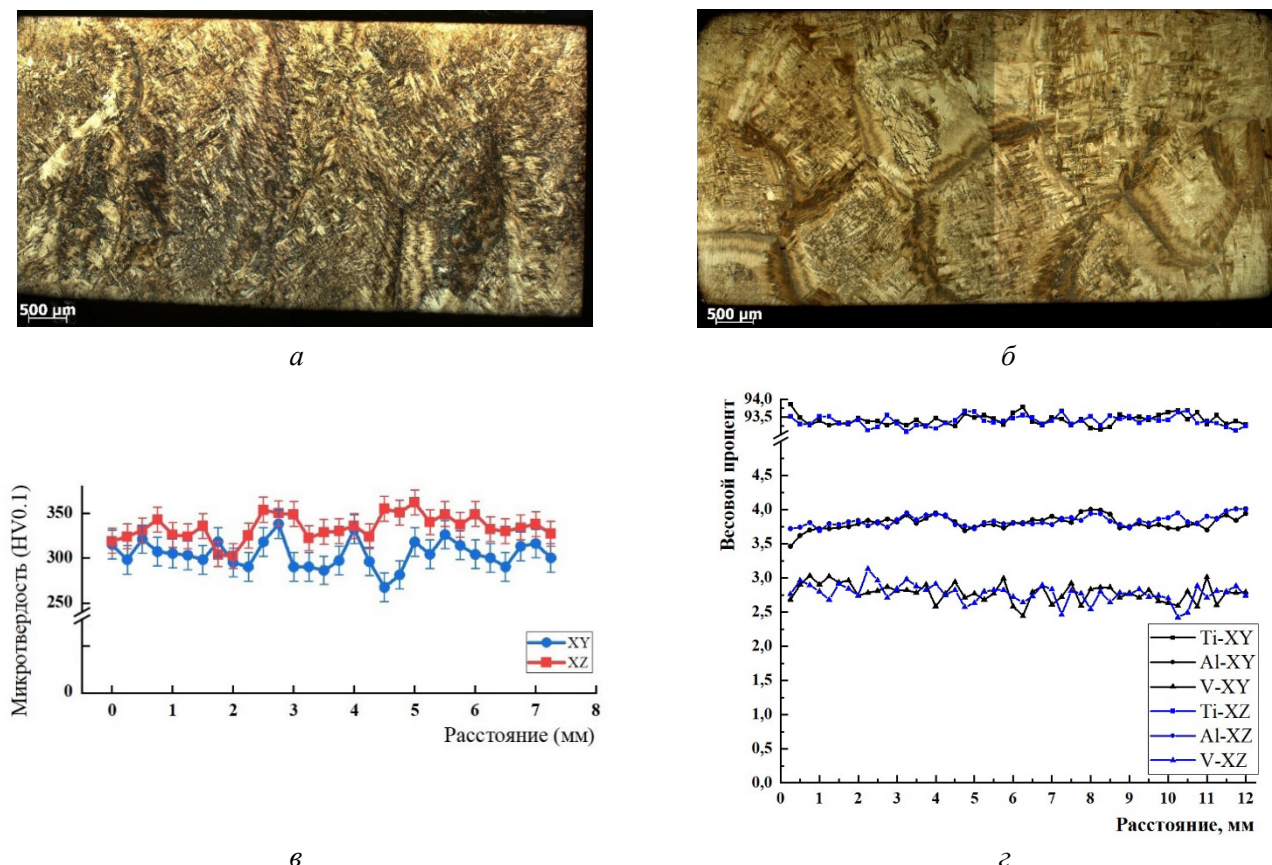 500 µm
500 µm
а
б
Микротвердость (HV0.1)
350
300
250
0
XY
XZ
0 1 2 3 4 5 6 7 8
Расстояние (мм)
в
Вессовой процент
94,0
93,5
4,5
4,0
3,5
3,0
2,5
2,0
1,5
1,0
0,5
0,0
Ti-XY
Al-XY
V-XY
Ti-XZ
Al-XZ
V-XZ
0 1 2 3 4 5 6 7 8 9 10 11 12
Расстояние, мм
г